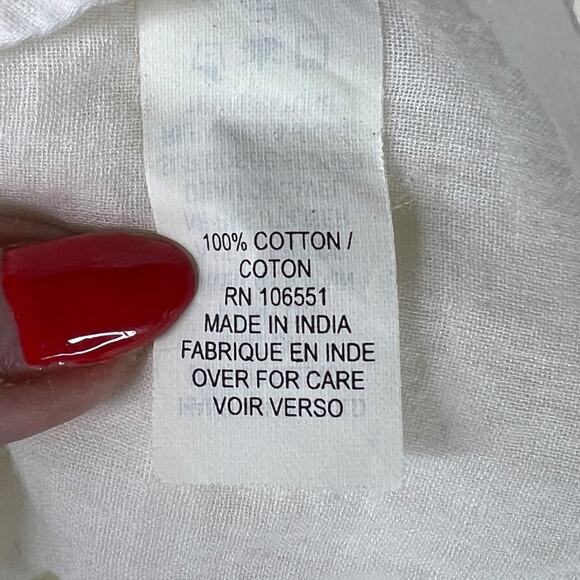 100% COTTON /
COTON
RN 106551
MADE IN INDIA
FABRIQUE EN INDE
OVER FOR CARE
VOIR VERSO